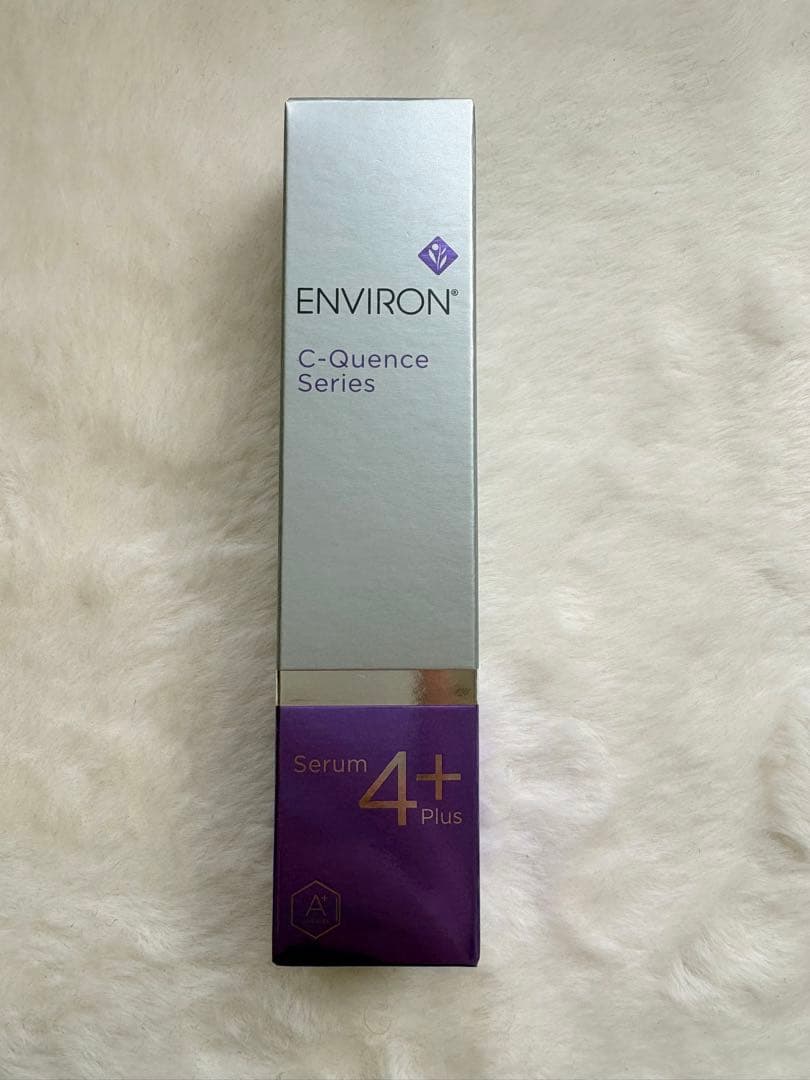 ENVIRON®
C-Quence
Series
Serum 4+
Plus
A+